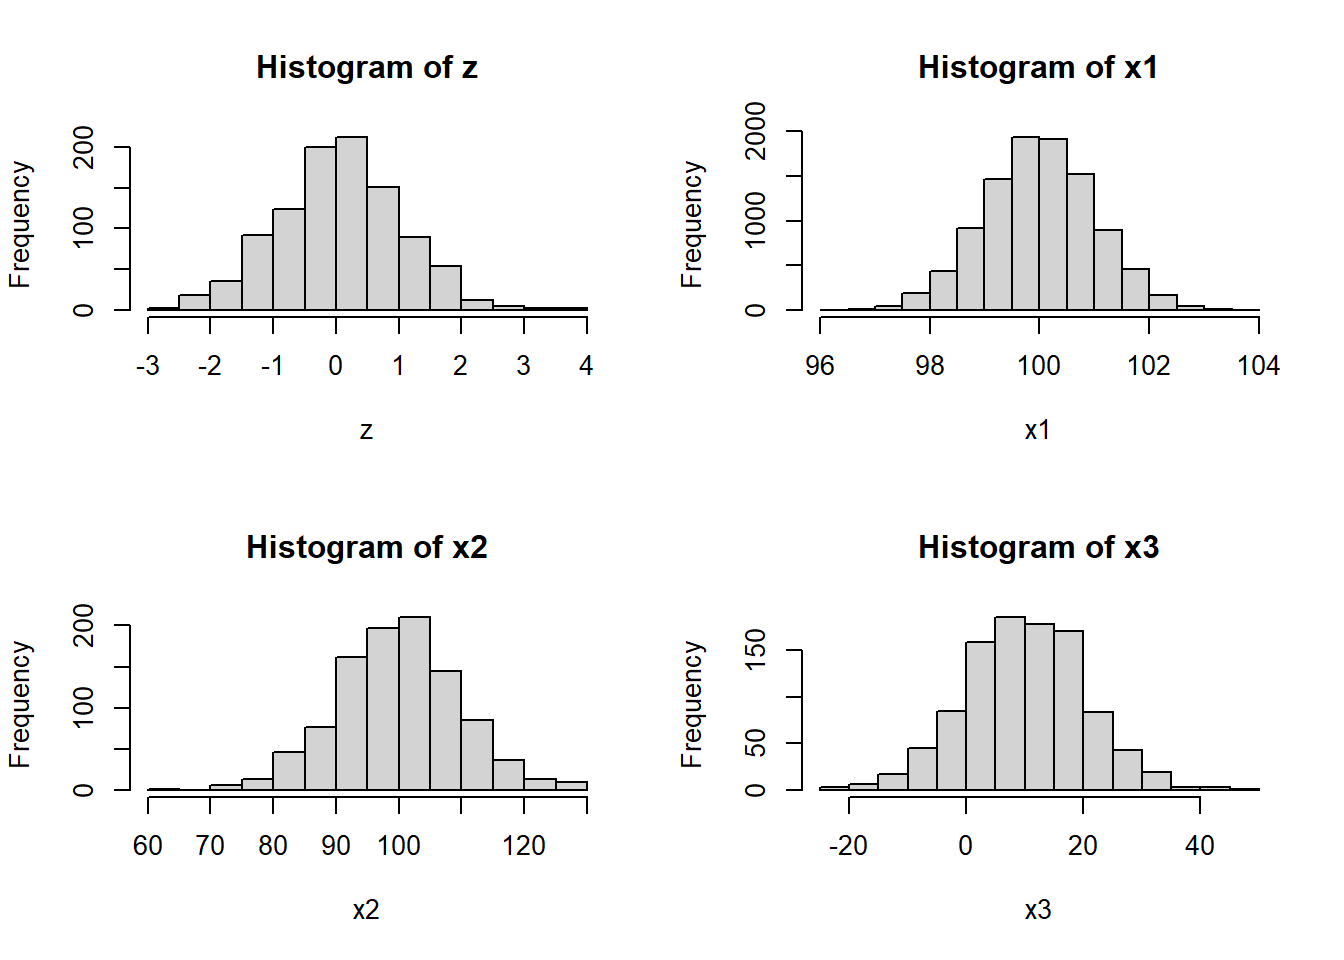 Histogram of z
Frequency
0 100 200
-3 -2 -1 0 1 2 3 4
z
Histogram of x1
Frequency
0 1000 2000
96 98 100 102 104
x1
Histogram of x2
Frequency
0 100 200
60 70 80 90 100 120
x2
Histogram of x3
Frequency
0 50 150
-20 0 20 40
x3